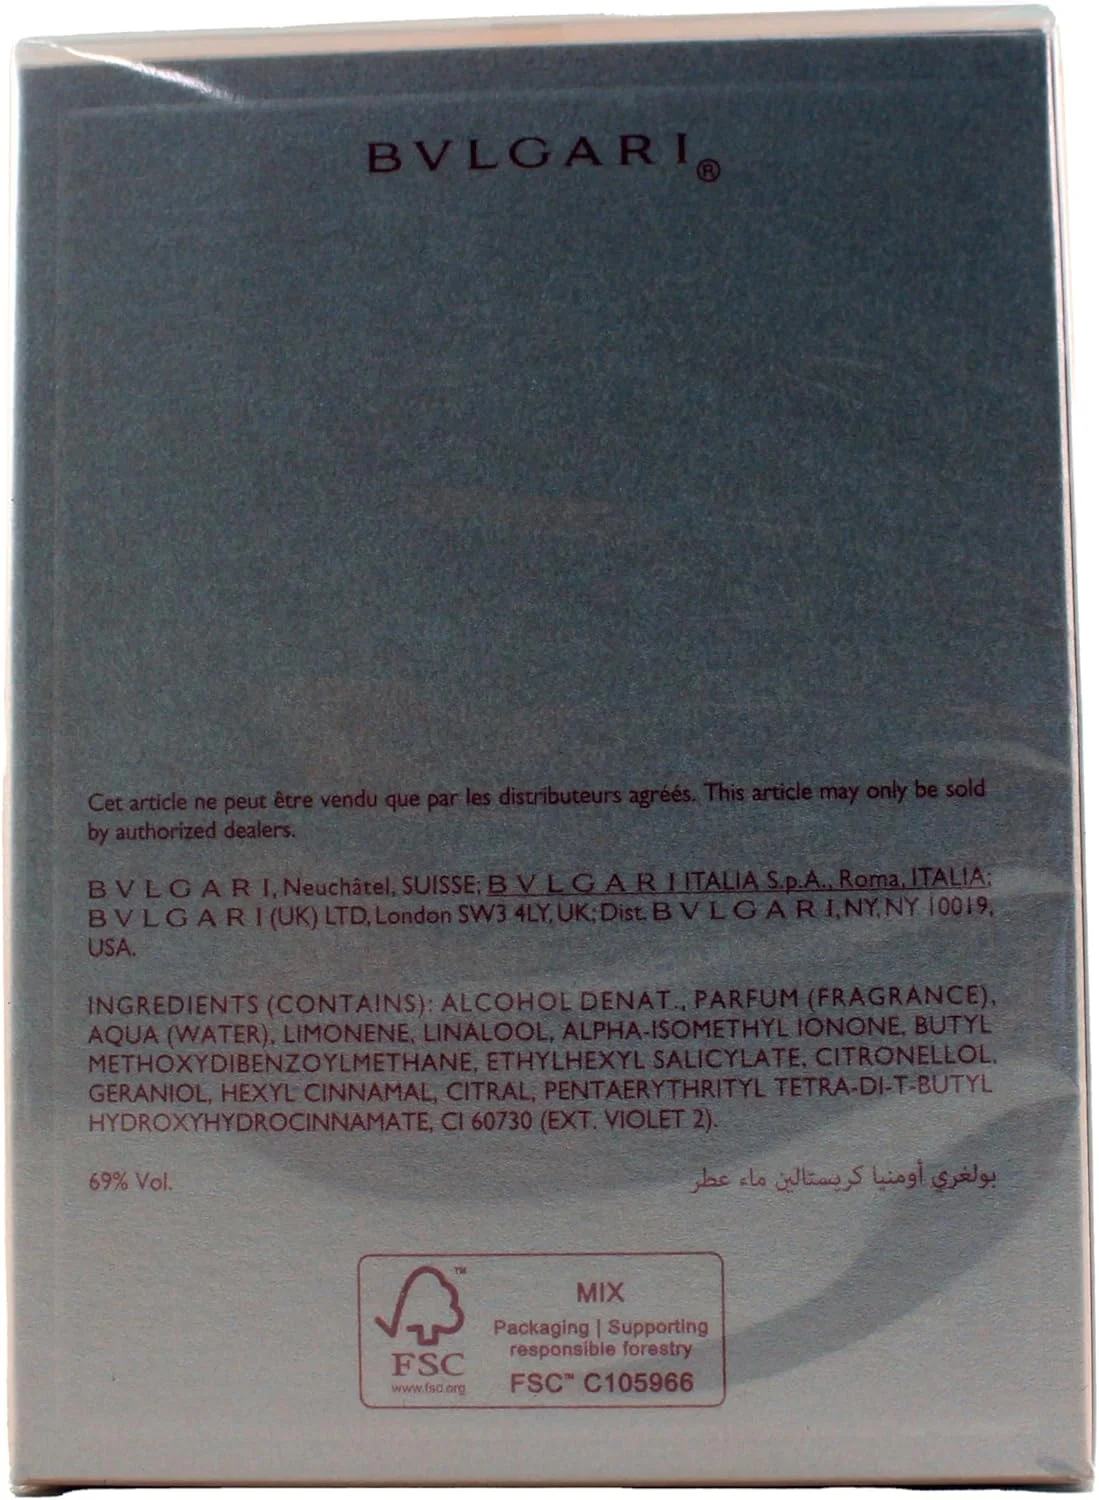 BVLGARI®
Cet article ne peut être vendu que par les distributeurs agréés. This article may only be sold
by authorized dealers.
BVLGARI, Neuchâtel, SUISSE; BVLGARI ITALIA S.p.A., Roma, ITALIA;
BVLGARI (UK) LTD, London SW3 4LY, UK; Dist. BVLGARI, NY, NY 10019,
USA.
INGREDIENTS (CONTAINS): ALCOHOL DENAT., PARFUM (FRAGRANCE),
AQUA (WATER), LIMONENE, LINALOOL, ALPHA-ISOMETHYL IONONE, BUTYL
METHOXYDIBENZOYLMETHANE, ETHYLHEXYL SALICYLATE, CITRONELLOL,
GERANIOL, HEXYL CINNAMAL, CITRAL, PENTAERYTHRITYL TETRA-DI-T-BUTYL
HYDROXYHYDROCINNAMATE, CI 60730 (EXT. VIOLET 2).
69% Vol.
بولغري أومنيا كريستالين ماء عطر
FSC
™
www.fsc.org
MIX
Packaging | Supporting
responsible forestry
FSC™ C105966